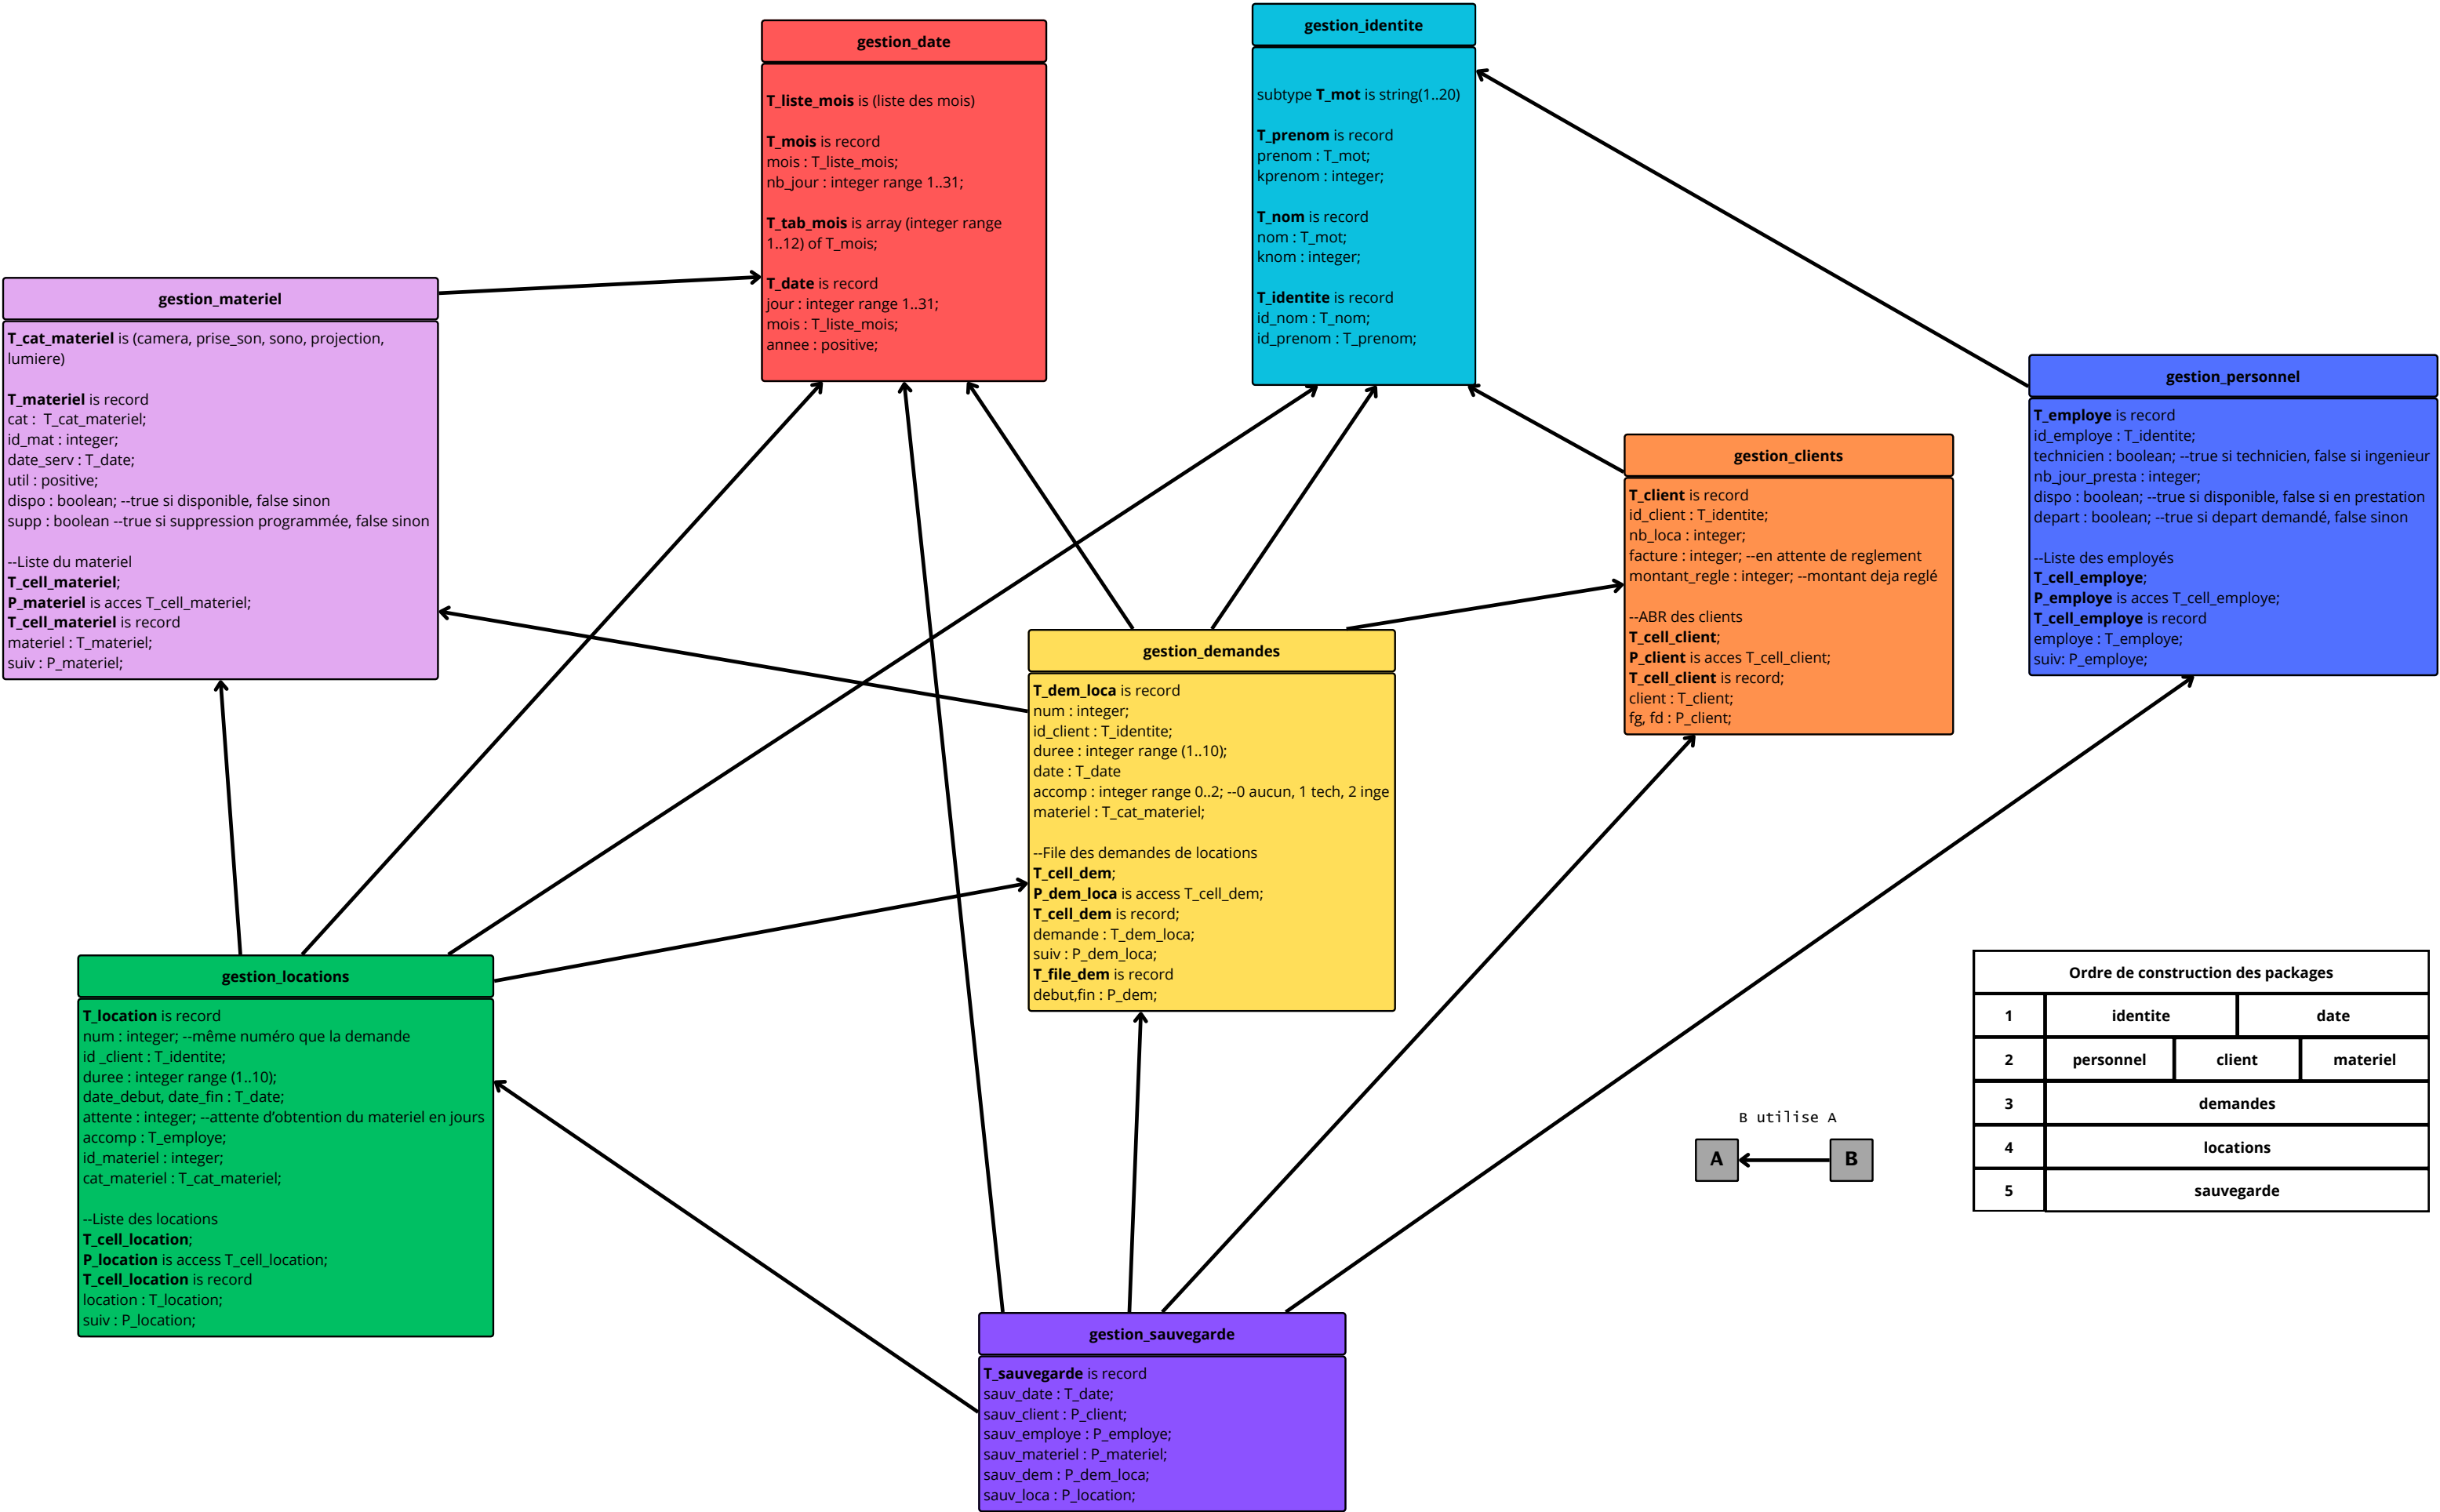 gestion_date
T_liste_mois is (liste des mois)
T_mois is record
mois : T_liste_mois;
nb_jour : integer range 1..31;
T_tab_mois is array (integer range
1..12) of T_mois;
T_date is record
jour : integer range 1..31;
mois : T_liste_mois;
annee : positive;
gestion_identite
subtype T_mot is string(1..20)
T_prenom is record
prenom : T_mot;
kprenom : integer;
T_nom is record
nom : T_mot;
knom : integer;
T_identite is record
id_nom : T_nom;
id_prenom : T_prenom;
gestion_materiel
T_cat_materiel is (camera, prise_son, sono, projection,
lumiere)
T_materiel is record
cat :  T_cat_materiel;
id_mat : integer;
date_serv : T_date;
util : positive;
dispo : boolean; --true si disponible, false sinon
supp : boolean --true si suppression programmée, false sinon
--Liste du materiel
T_cell_materiel;
P_materiel is acces T_cell_materiel;
T_cell_materiel is record
materiel : T_materiel;
suiv : P_materiel;
gestion_personnel
T_employe is record
id_employe : T_identite;
technicien : boolean; --true si technicien, false si ingenieur
nb_jour_presta : integer;
dispo : boolean; --true si disponible, false si en prestation
depart : boolean; --true si depart demandé, false sinon
--Liste des employés
T_cell_employe;
P_employe is acces T_cell_employe;
T_cell_employe is record
employe : T_employe;
suiv: P_employe;
gestion_clients
T_client is record
id_client : T_identite;
nb_loca : integer;
facture : integer; --en attente de reglement
montant_regle : integer; --montant deja reglé
--ABR des clients
T_cell_client;
P_client is acces T_cell_client;
T_cell_client is record;
client : T_client;
fg, fd : P_client;
gestion_demandes
T_dem_loca is record
num : integer;
id_client : T_identite;
duree : integer range (1..10);
date : T_date
accomp : integer range 0..2; --0 aucun, 1 tech, 2 inge
materiel : T_cat_materiel;
--File des demandes de locations
T_cell_dem;
P_dem_loca is access T_cell_dem;
T_cell_dem is record;
demande : T_dem_loca;
suiv : P_dem_loca;
T_file_dem is record
debut,fin : P_dem;
gestion_locations
T_location is record
num : integer; --même numéro que la demande
id _client : T_identite;
duree : integer range (1..10);
date_debut, date_fin : T_date;
attente : integer; --attente d’obtention du materiel en jours
accomp : T_employe;
id_materiel : integer;
cat_materiel : T_cat_materiel;
--Liste des locations
T_cell_location;
P_location is access T_cell_location;
T_cell_location is record
location : T_location;
suiv : P_location;
Ordre de construction des packages
1 identite date
2 personnel client materiel
3 demandes
4 locations
5 sauvegarde
B utilise A
A B
gestion_sauvegarde
T_sauvegarde is record
sauv_date : T_date;
sauv_client : P_client;
sauv_employe : P_employe;
sauv_materiel : P_materiel;
sauv_dem : P_dem_loca;
sauv_loca : P_location;